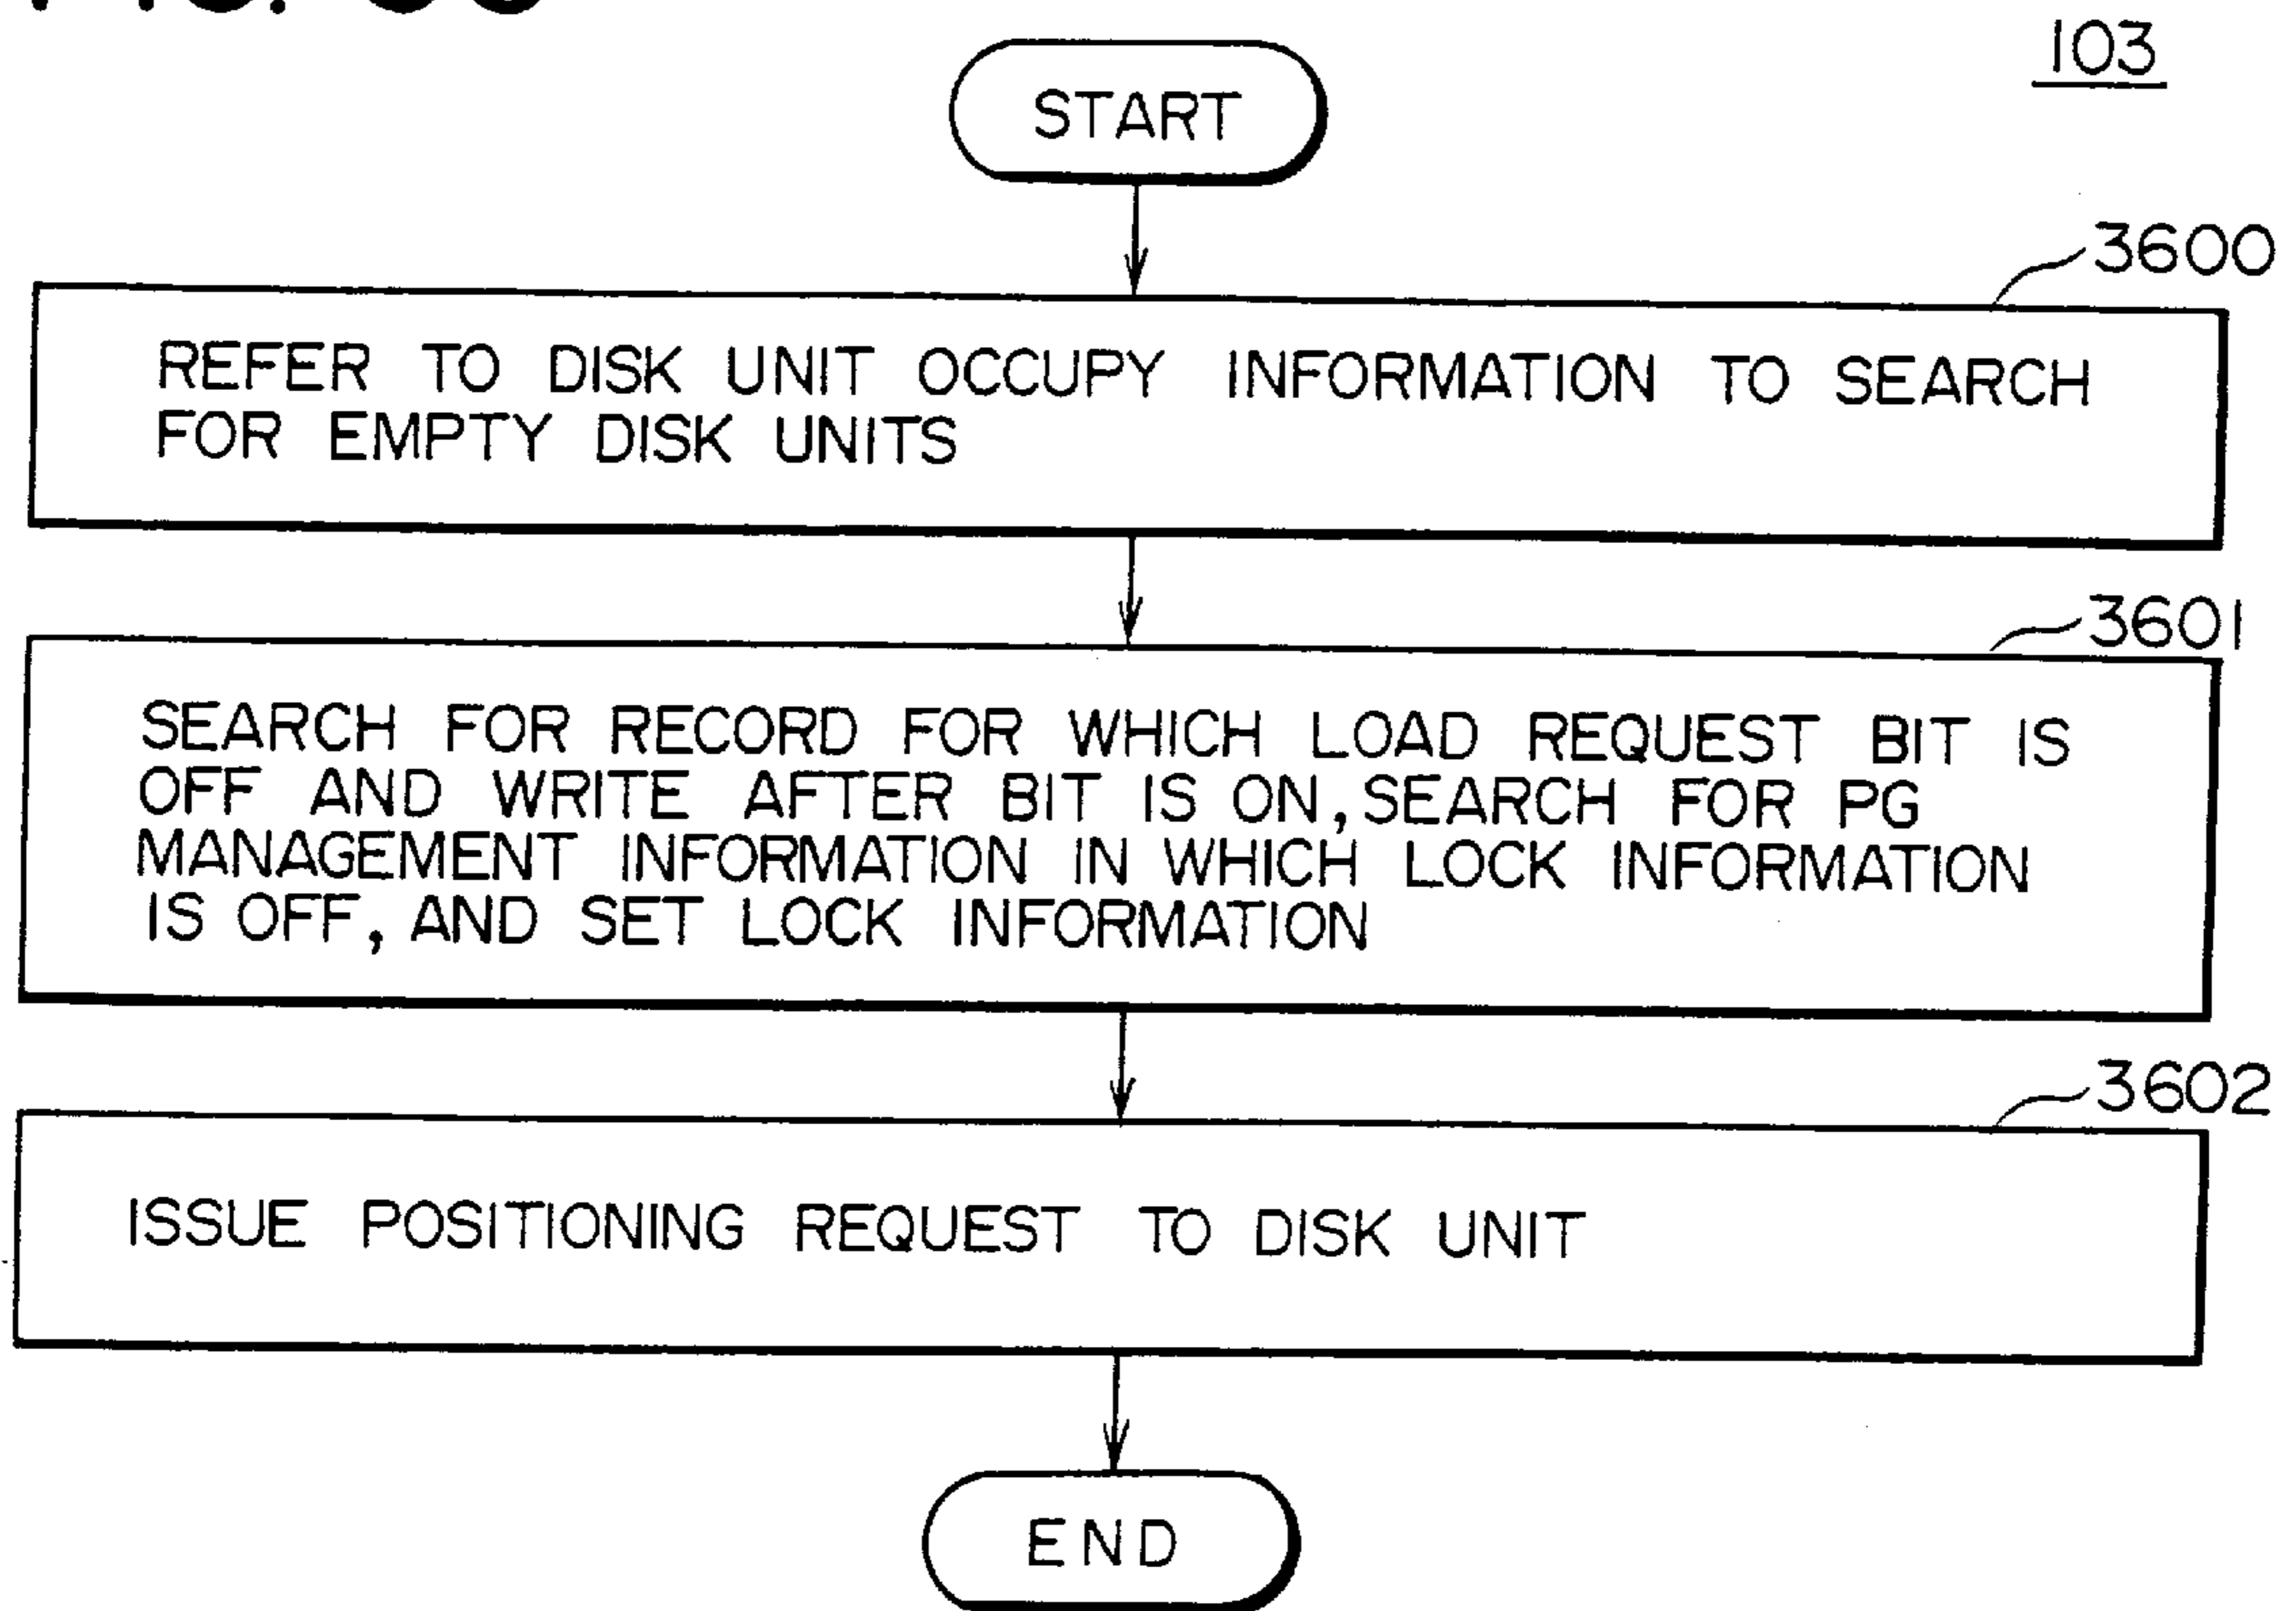 103
START
3600
REFER TO DISK UNIT OCCUPY INFORMATION TO SEARCH
FOR EMPTY DISK UNITS
3601
SEARCH FOR RECORD FOR WHICH LOAD REQUEST BIT IS
OFF AND WRITE AFTER BIT IS ON, SEARCH FOR PG
MANAGEMENT INFORMATION IN WHICH LOCK INFORMATION
IS OFF, AND SET LOCK INFORMATION
3602
ISSUE POSITIONING REQUEST TO DISK UNIT
END